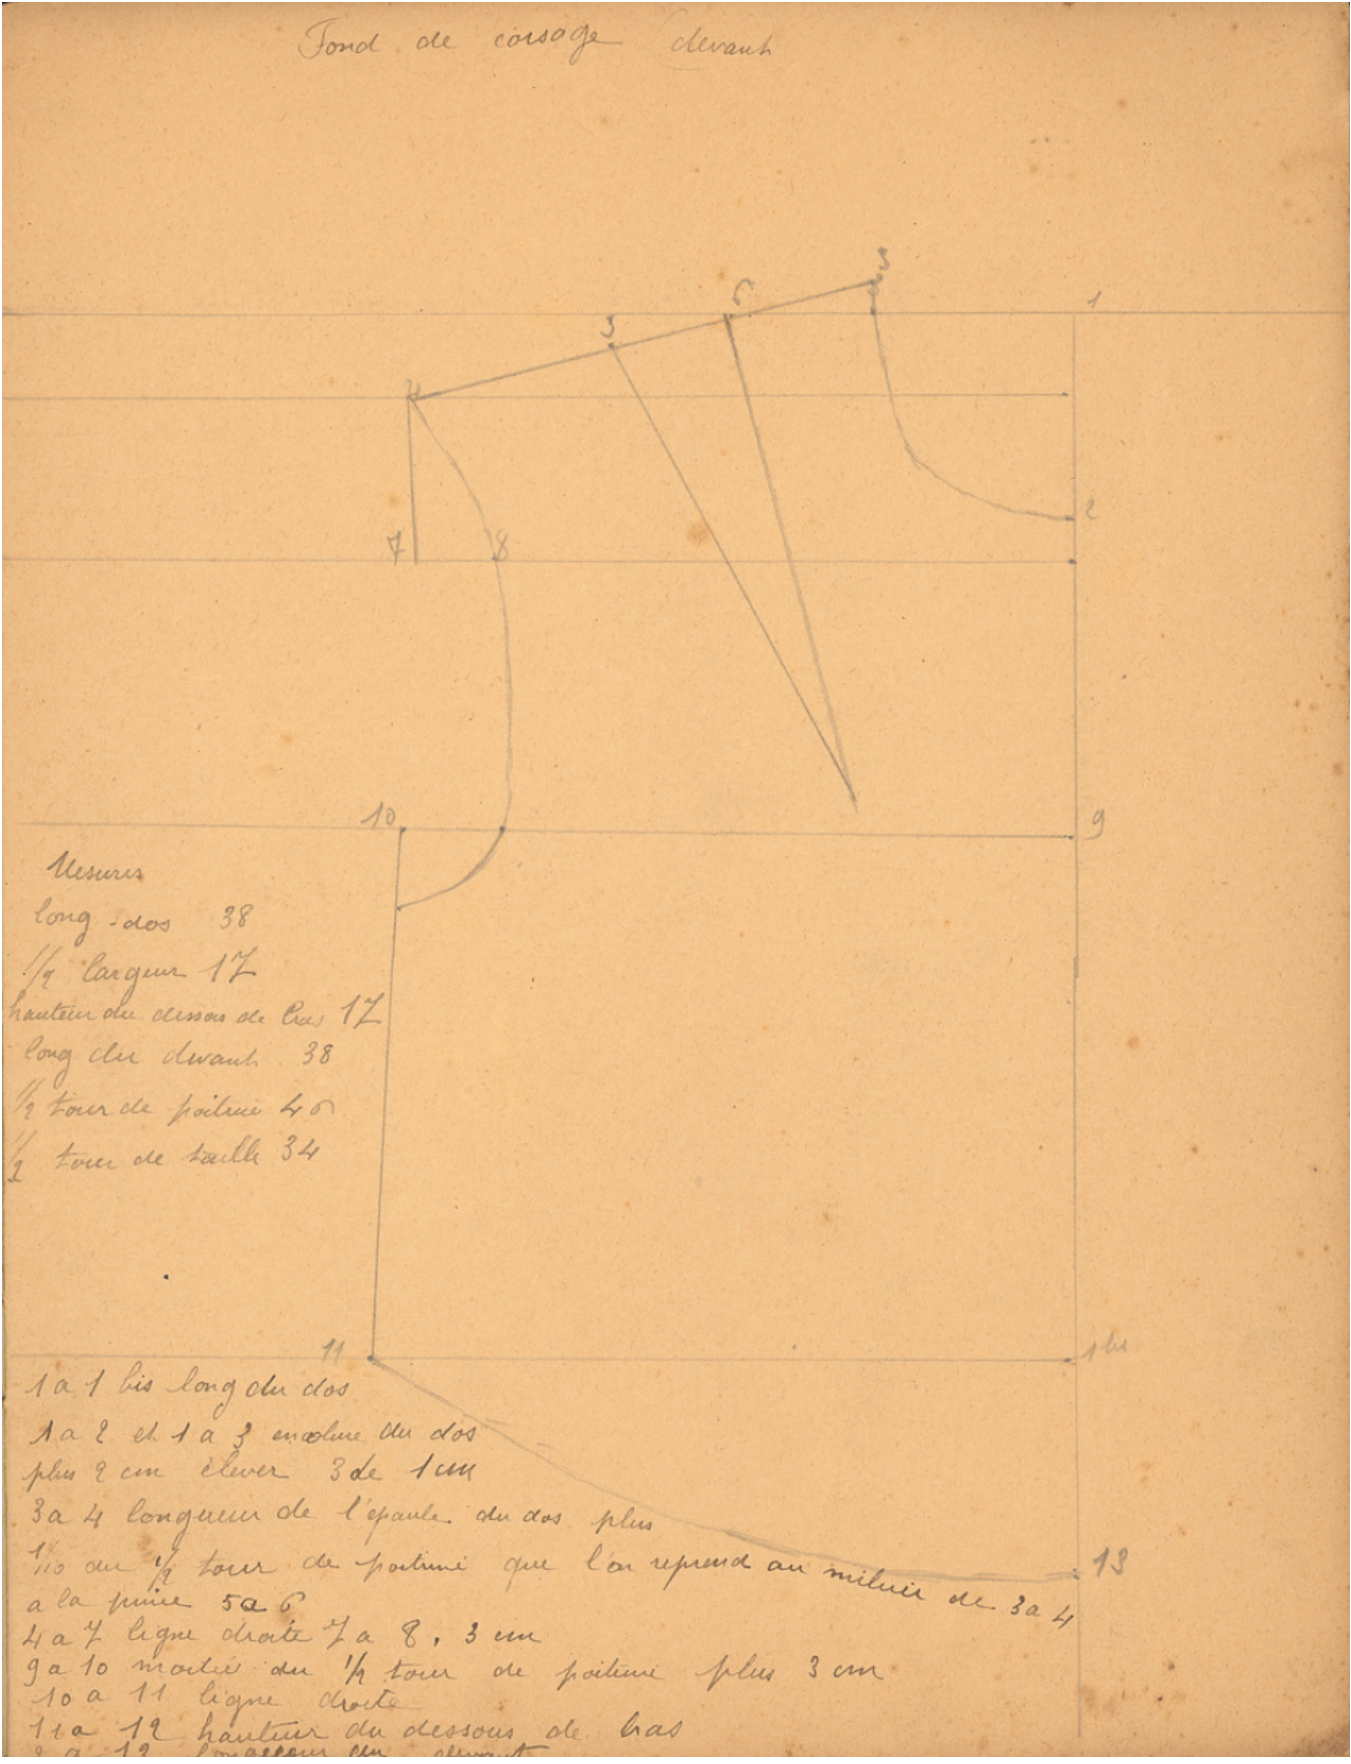 Fond de corsage (devant
3
6
5
1
4
2
7
8
10
9
Mesures
long - dos 38
1/2 largeur 17
hauteur du dessous de bras 17
long du devant. 38
1/2 tour de poitrine 46
1/2 tour de taille 34
11
1 bis
1 a 1 bis long du dos
1 a 2 et 1 a 3 encolure du dos
plus 2 cm élever 3 de 1 cm
3 a 4 longueur de l'épaule du dos plus
1/10 du 1/2 tour de poitrine que l'on reprend au milieu de 3 a 4
13
a la pince 5 a 6
4 a 7 ligne droite 7 a 8, 3 cm
9 a 10 moitié du 1/2 tour de poitrine plus 3 cm
10 a 11 ligne droite
11 a 12 hauteur du dessous de bras
longueur du devant